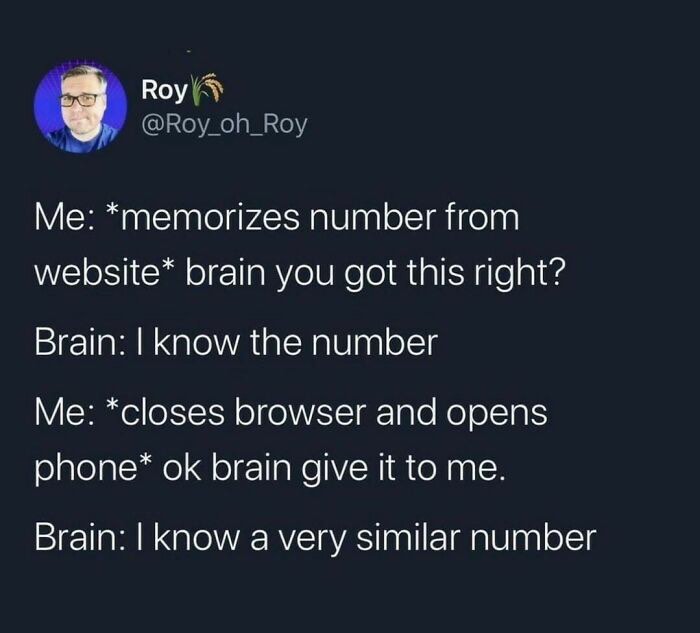 Roy🌾
@Roy_oh_Roy
Me: *memorizes number from
website* brain you got this right?
Brain: I know the number
Me: *closes browser and opens
phone* ok brain give it to me.
Brain: I know a very similar number